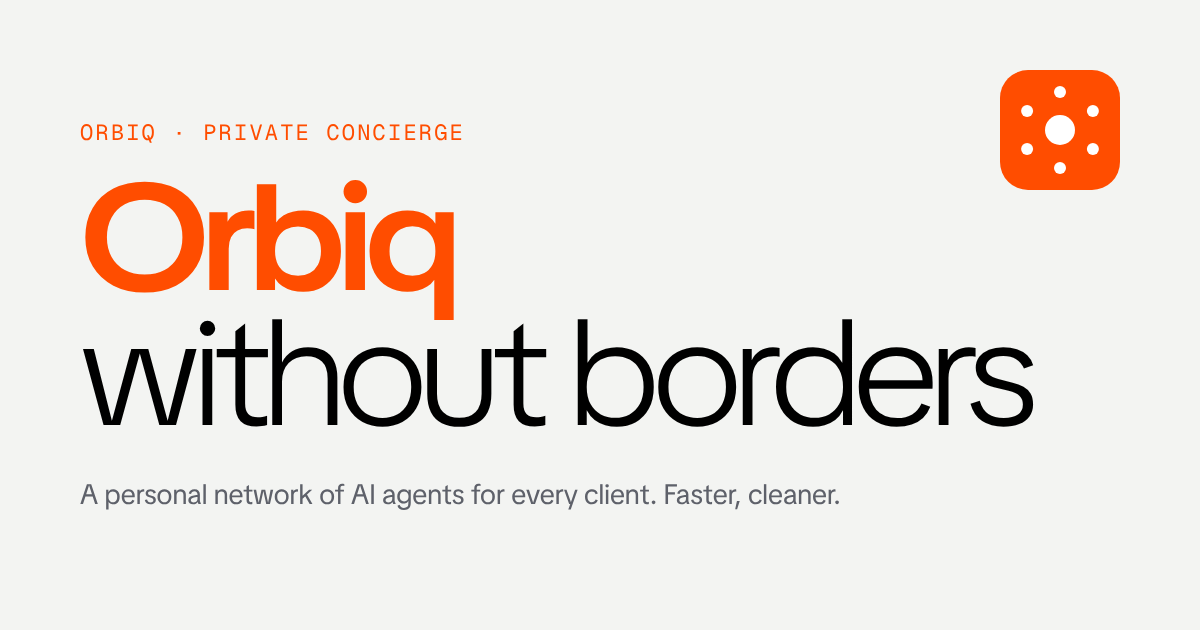 ORBIQ · PRIVATE CONCIERGE
Orbiq
without borders
A personal network of AI agents for every client. Faster, cleaner.